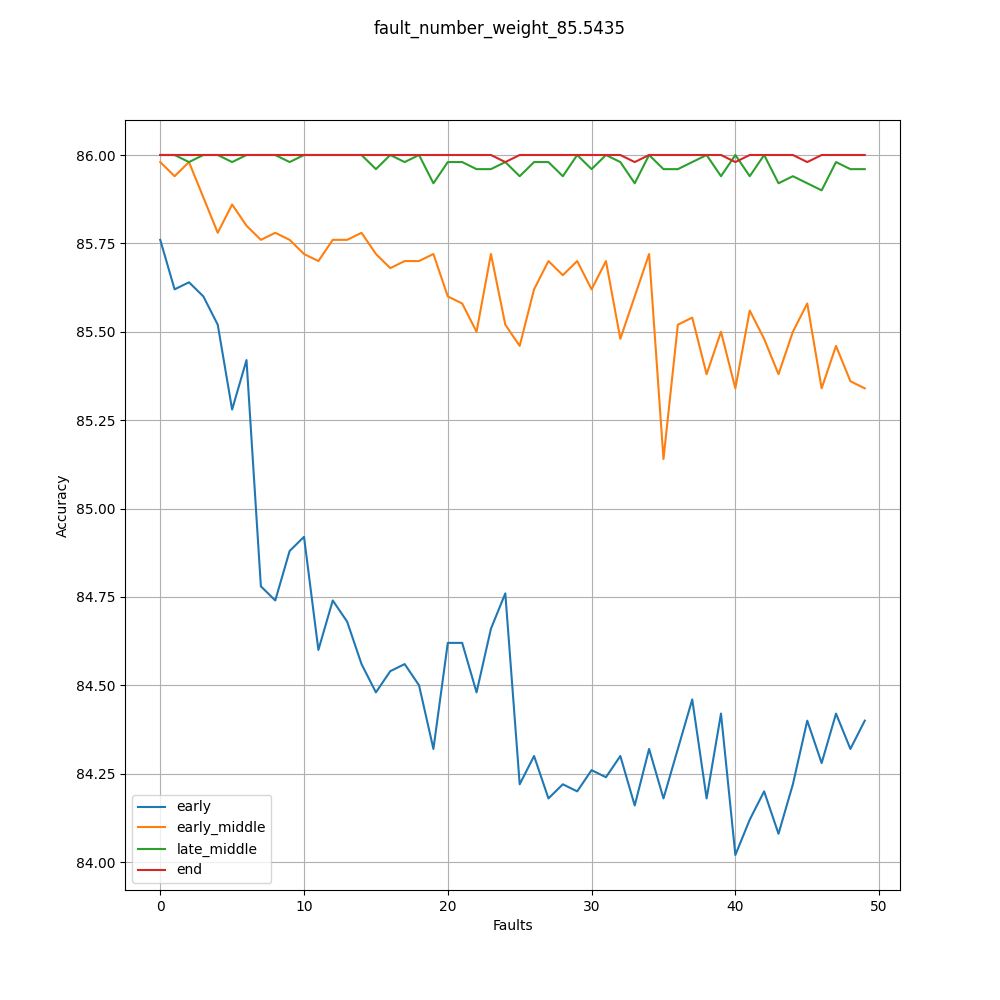 fault_number_weight_85.5435
86.00
85.75
85.50
85.25
85.00
84.75
84.50
84.25
84.00
Accuracy
early
early_middle
late_middle
end
0 10 20 30 40 50
Faults